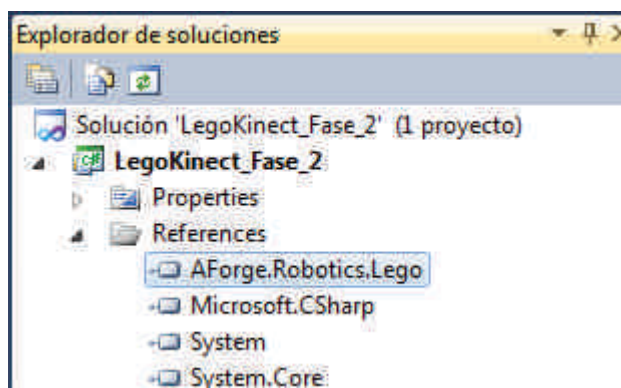 Explorador de soluciones
Solución 'LegoKinect_Fase_2' (1 proyecto)
C#
LegoKinect_Fase_2
Properties
References
AForge.Robotics.Lego
Microsoft.CSharp
System
System.Core